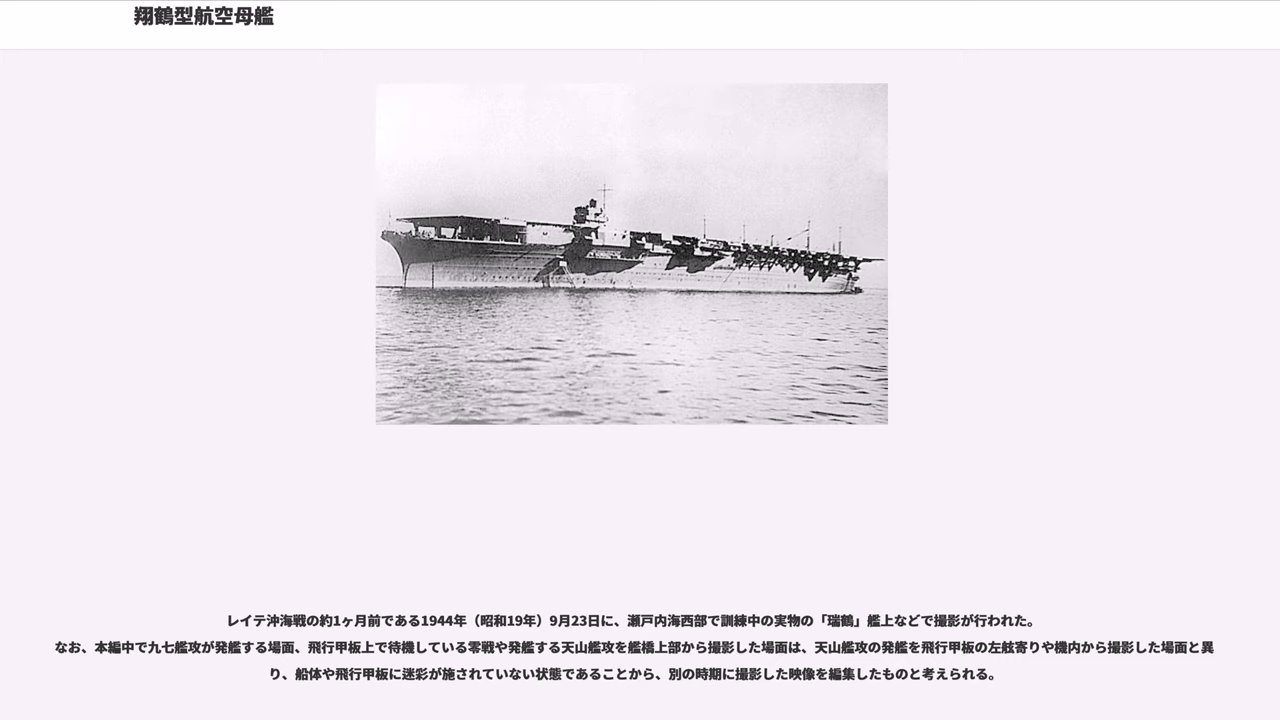 翔鶴型航空母艦
レイテ沖海戦の約1ヶ月前である1944年（昭和19年）9月23日に、瀬戸内海西部で訓練中の実物の「瑞鶴」艦上などで撮影が行われた。
なお、本編中で九七艦攻が発艦する場面、飛行甲板上で待機している零戦や発艦する天山艦攻を艦橋上部から撮影した場面は、天山艦攻の発艦を飛行甲板の左舷寄りや機内から撮影した場面と異
り、船体や飛行甲板に迷彩が施されていない状態であることから、別の時期に撮影した映像を編集したものと考えられる。